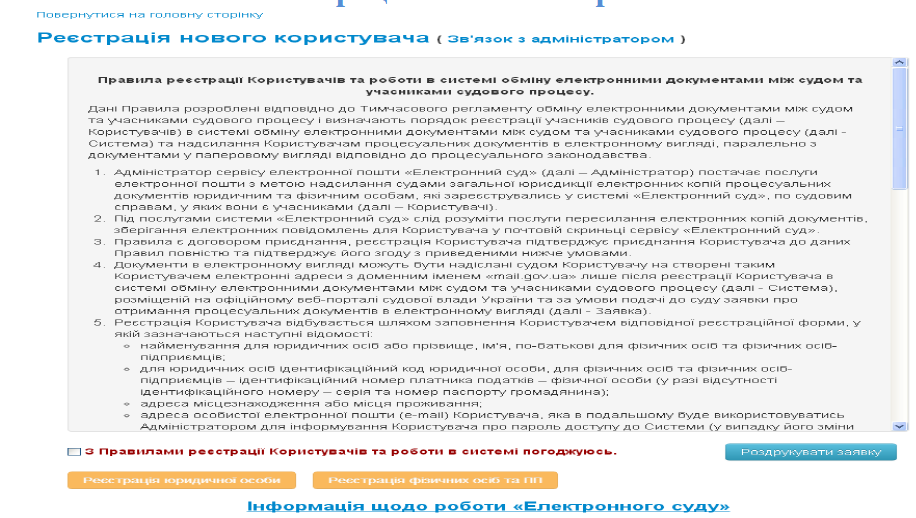 Повернутися на головну сторінку
Реєстрація нового користувача ( Зв'язок з адміністратором )
Правила реєстрації Користувачів та роботи в системі обміну електронними документами між судом та
учасниками судового процесу.
Дані Правила розроблені відповідно до Тимчасового регламенту обміну електронними документами між судом
та учасниками судового процесу і визначають порядок реєстрації учасників судового процесу (далі –
Користувачів) в системі обміну електронними документами між судом та учасниками судового процесу (далі -
Система) та надсилання Користувачам процесуальних документів в електронному вигляді, паралельно з
документами у паперовому вигляді відповідно до процесуального законодавства.
1. Адміністратор сервісу електронної пошти «Електронний суд» (далі – Адміністратор) постачає послуги
електронної пошти з метою надсилання судами загальної юрисдикції електронних копій процесуальних
документів юридичним та фізичним особам, які зареєструвались у системі «Електронний суд», по судовим
справам, у яких вони є учасниками (далі – Користувачі).
2. Під послугами системи «Електронний суд» слід розуміти послуги пересилання електронних копій документів,
зберігання електронних повідомлень для Користувача у почтовій скриньці сервісу «Електронний суд».
3. Правила є договором приєднання, реєстрація Користувача підтверджує приєднання Користувача до даних
Правил повністю та підтверджує його згоду з приведеними нижче умовами.
4. Документи в електронному вигляді можуть бути надіслані судом Користувачу на створені таким
Користувачем електронні адреси з доменним іменем «mail.gov.ua» лише після реєстрації Користувача в
системі обміну електронними документами між судом та учасниками судового процесу (далі - Система),
розміщеній на офіційному веб-порталі судової влади України та за умови подачі до суду заявки про
отримання процесуальних документів в електронному вигляді (далі - Заявка).
5. Реєстрація Користувача відбувається шляхом заповнення Користувачем відповідної реєстраційної форми, у
якій зазначаються наступні відомості:
◦ найменування для юридичних осіб або прізвище, ім'я, по-батькові для фізичних осіб та фізичних осіб-
підприємців;
◦ для юридичних осіб ідентифікаційний код юридичної особи, для фізичних осіб та фізичних осіб-
підприємців – ідентифікаційний номер платника податків – фізичної особи (у разі відсутності
ідентифікаційного номеру – серія та номер паспорту громадянина);
◦ адреса місцезнаходження або місця проживання;
◦ адреса особистої електронної пошти (e-mail) Користувача, яка в подальшому буде використовуватись
Адміністратором для інформування Користувача про пароль доступу до Системи (у випадку його зміни
З Правилами реєстрації Користувачів та роботи в системі погоджуюсь.
Роздрукувати заявку
Реєстрація юридичної особи
Реєстрація фізичних осіб та ПП
Інформація щодо роботи «Електронного суду»